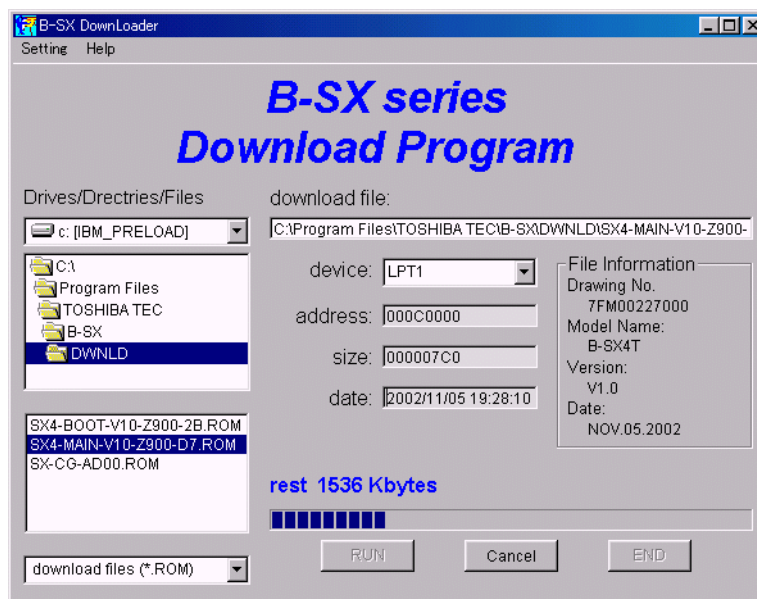 B-SX DownLoader
Setting Help
B-SX series
Download Program
Drives/Drectries/Files
c: [IBM_PRELOAD]
C:\
Program Files
TOSHIBA TEC
B-SX
DWNLD
SX4-BOOT-V10-Z900-2B.ROM
SX4-MAIN-V10-Z900-D7.ROM
SX-CG-AD00.ROM
download files (*.ROM)
download file:
C:\Program Files\TOSHIBA TEC\B-SX\DWNLD\SX4-MAIN-V10-Z900-
device: LPT1
address: 000C0000
size: 000007C0
date: 2002/11/05 19:28:10
File Information
Drawing No.
7FM00227000
Model Name:
B-SX4T
Version:
V1.0
Date:
NOV.05.2002
rest 1536 Kbytes
RUN Cancel END